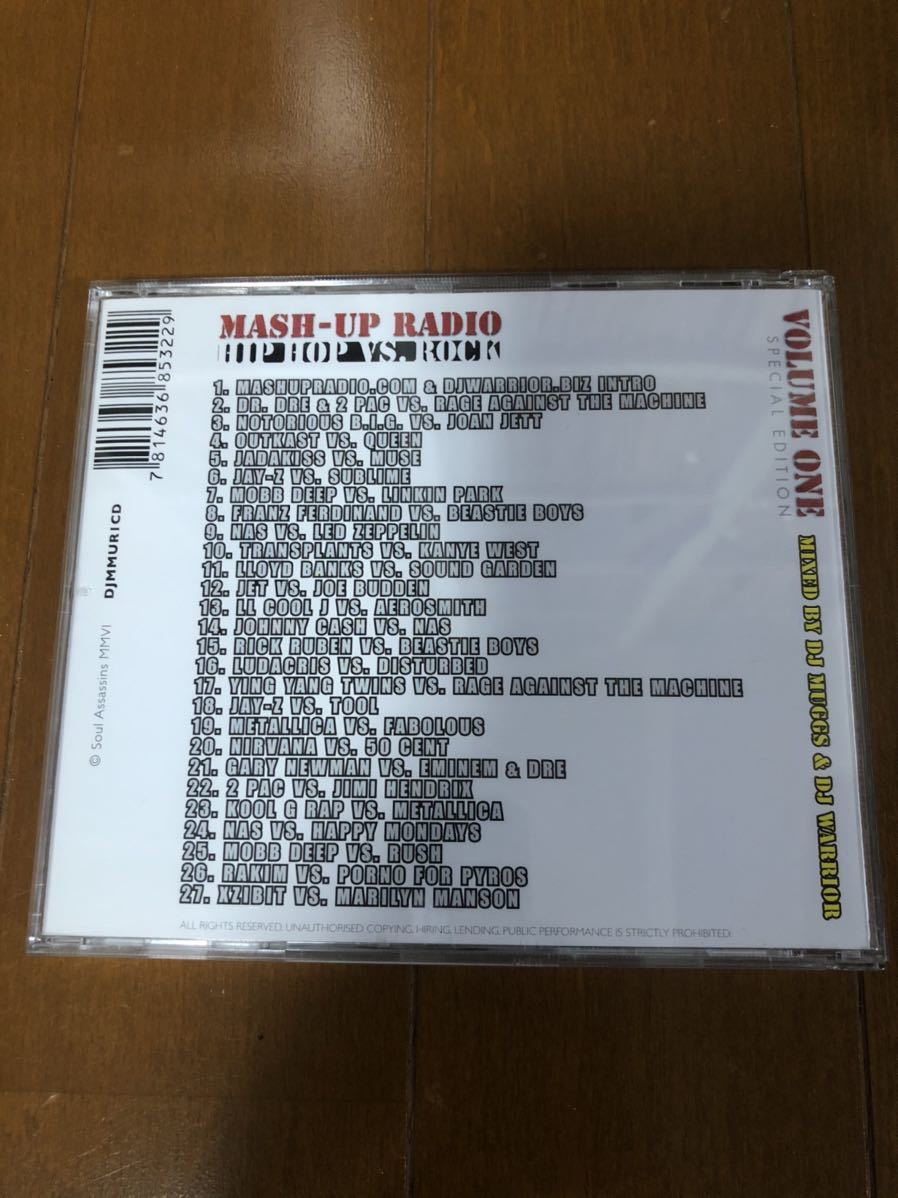 MASH-UP RADIO
HIP HOP VS. ROCK
1. MASHUPRADIO.COM & DJWARRIOR.BIZ INTRO
2. DR. DRE & 2 PAC VS. RAGE AGAINST THE MACHINE
3. NOTORIOUS B.I.G. VS. JOAN JETT
4. OUTKAST VS. QUEEN
5. JADAKISS VS. MUSE
6. JAY-Z VS. SUBLIME
7. MOBB DEEP VS. LINKIN PARK
8. FRANZ FERDINAND VS. BEASTIE BOYS
9. NAS VS. LED ZEPPELIN
10. TRANSPLANTS VS. KANYE WEST
11. LLOYD BANKS VS. SOUND GARDEN
12. JET VS. JOE BUDDEN
13. LL COOL J VS. AEROSMITH
14. JOHNNY CASH VS. NAS
15. RICK RUBEN VS. BEASTIE BOYS
16. LUDACRIS VS. DISTURBED
17. YING YANG TWINS VS. RAGE AGAINST THE MACHINE
18. JAY-Z VS. TOOL
19. METALLICA VS. FABOLOUS
20. NIRVANA VS. 50 CENT
21. GARY NEWMAN VS. EMINEM & DRE
22. 2 PAC VS. JIMI HENDRIX
23. KOOL G RAP VS. METALLICA
24. NAS VS. HAPPY MONDAYS
25. MOBB DEEP VS. RUSH
26. RAKIM VS. PORNO FOR PYROS
27. XZIBIT VS. MARILYN MANSON
ALL RIGHTS RESERVED. UNAUTHORISED COPYING, HIRING, LENDING, PUBLIC PERFORMANCE IS STRICTLY PROHIBITED.
VOLUME ONE MIXED BY DJ MUGGS & DJ WARRIOR
SPECIAL EDITION
7 814636 853229
DJMMURICD
© Soul Assassins MMVI